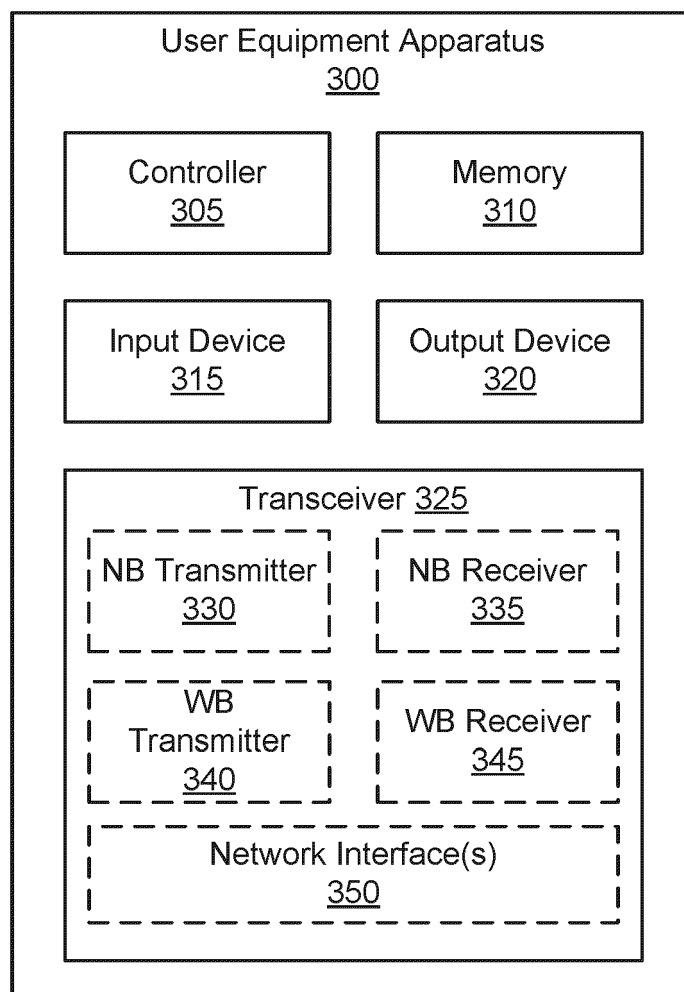 User Equipment Apparatus
300
Controller
305
Memory
310
Input Device
315
Output Device
320
Transceiver 325
NB Transmitter
330
NB Receiver
335
WB
Transmitter
340
WB Receiver
345
Network Interface(s)
350